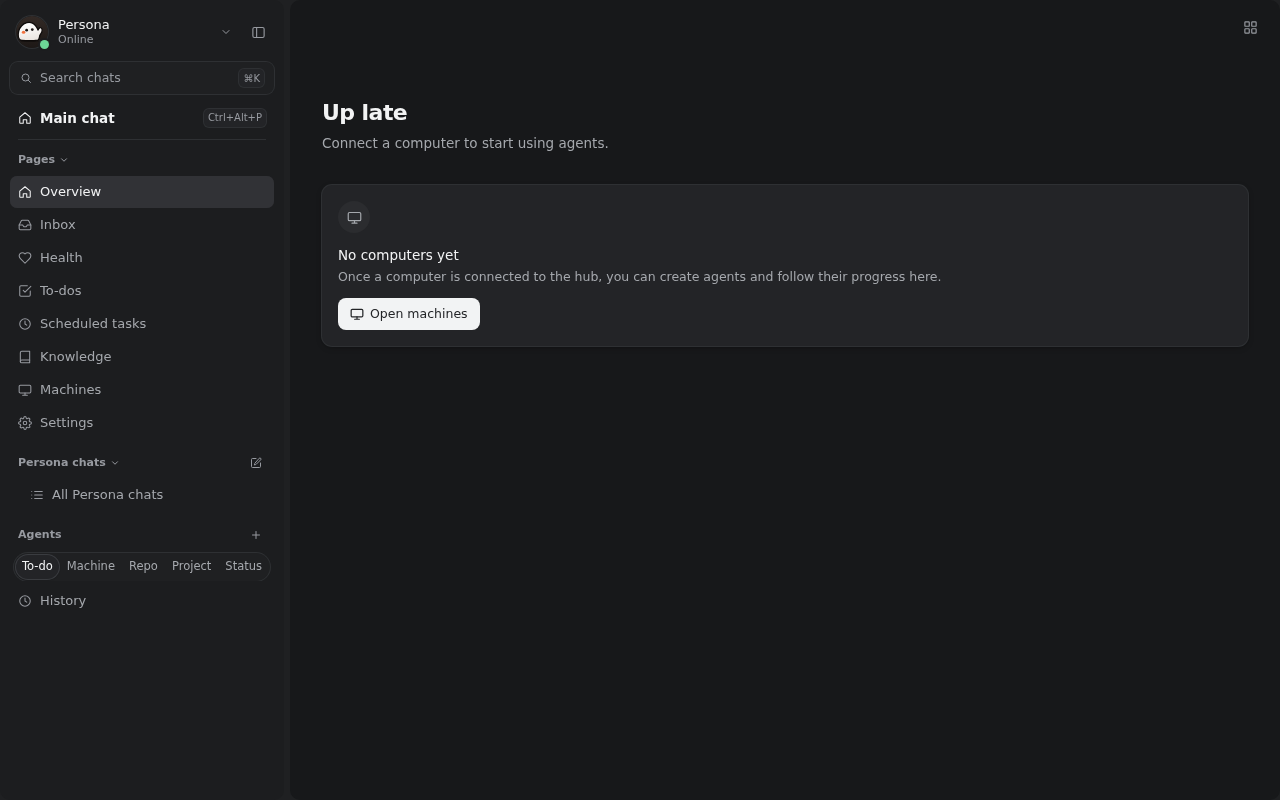 Persona
Online
Search chats
⌘K
Main chat
Ctrl+Alt+P
Pages
Overview
Inbox
Health
To-dos
Scheduled tasks
Knowledge
Machines
Settings
Persona chats
All Persona chats
Agents
To-do
Machine
Repo
Project
Status
History
Up late
Connect a computer to start using agents.
No computers yet
Once a computer is connected to the hub, you can create agents and follow their progress here.
Open machines